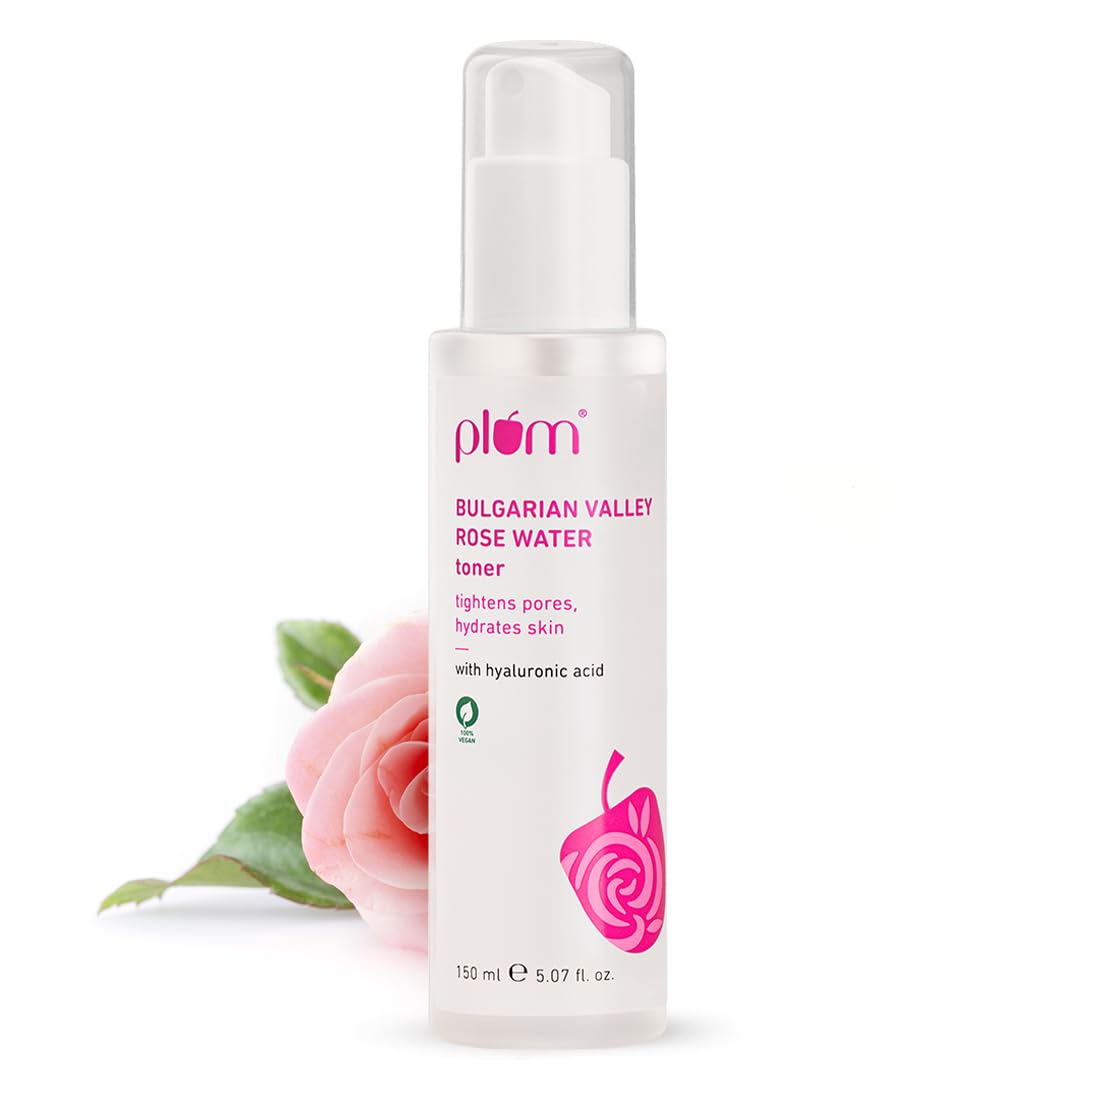 plum®
BULGARIAN VALLEY
ROSE WATER
toner
tightens pores,
hydrates skin
with hyaluronic acid
100%
VEGAN
150 ml ℮ 5.07 fl. oz.